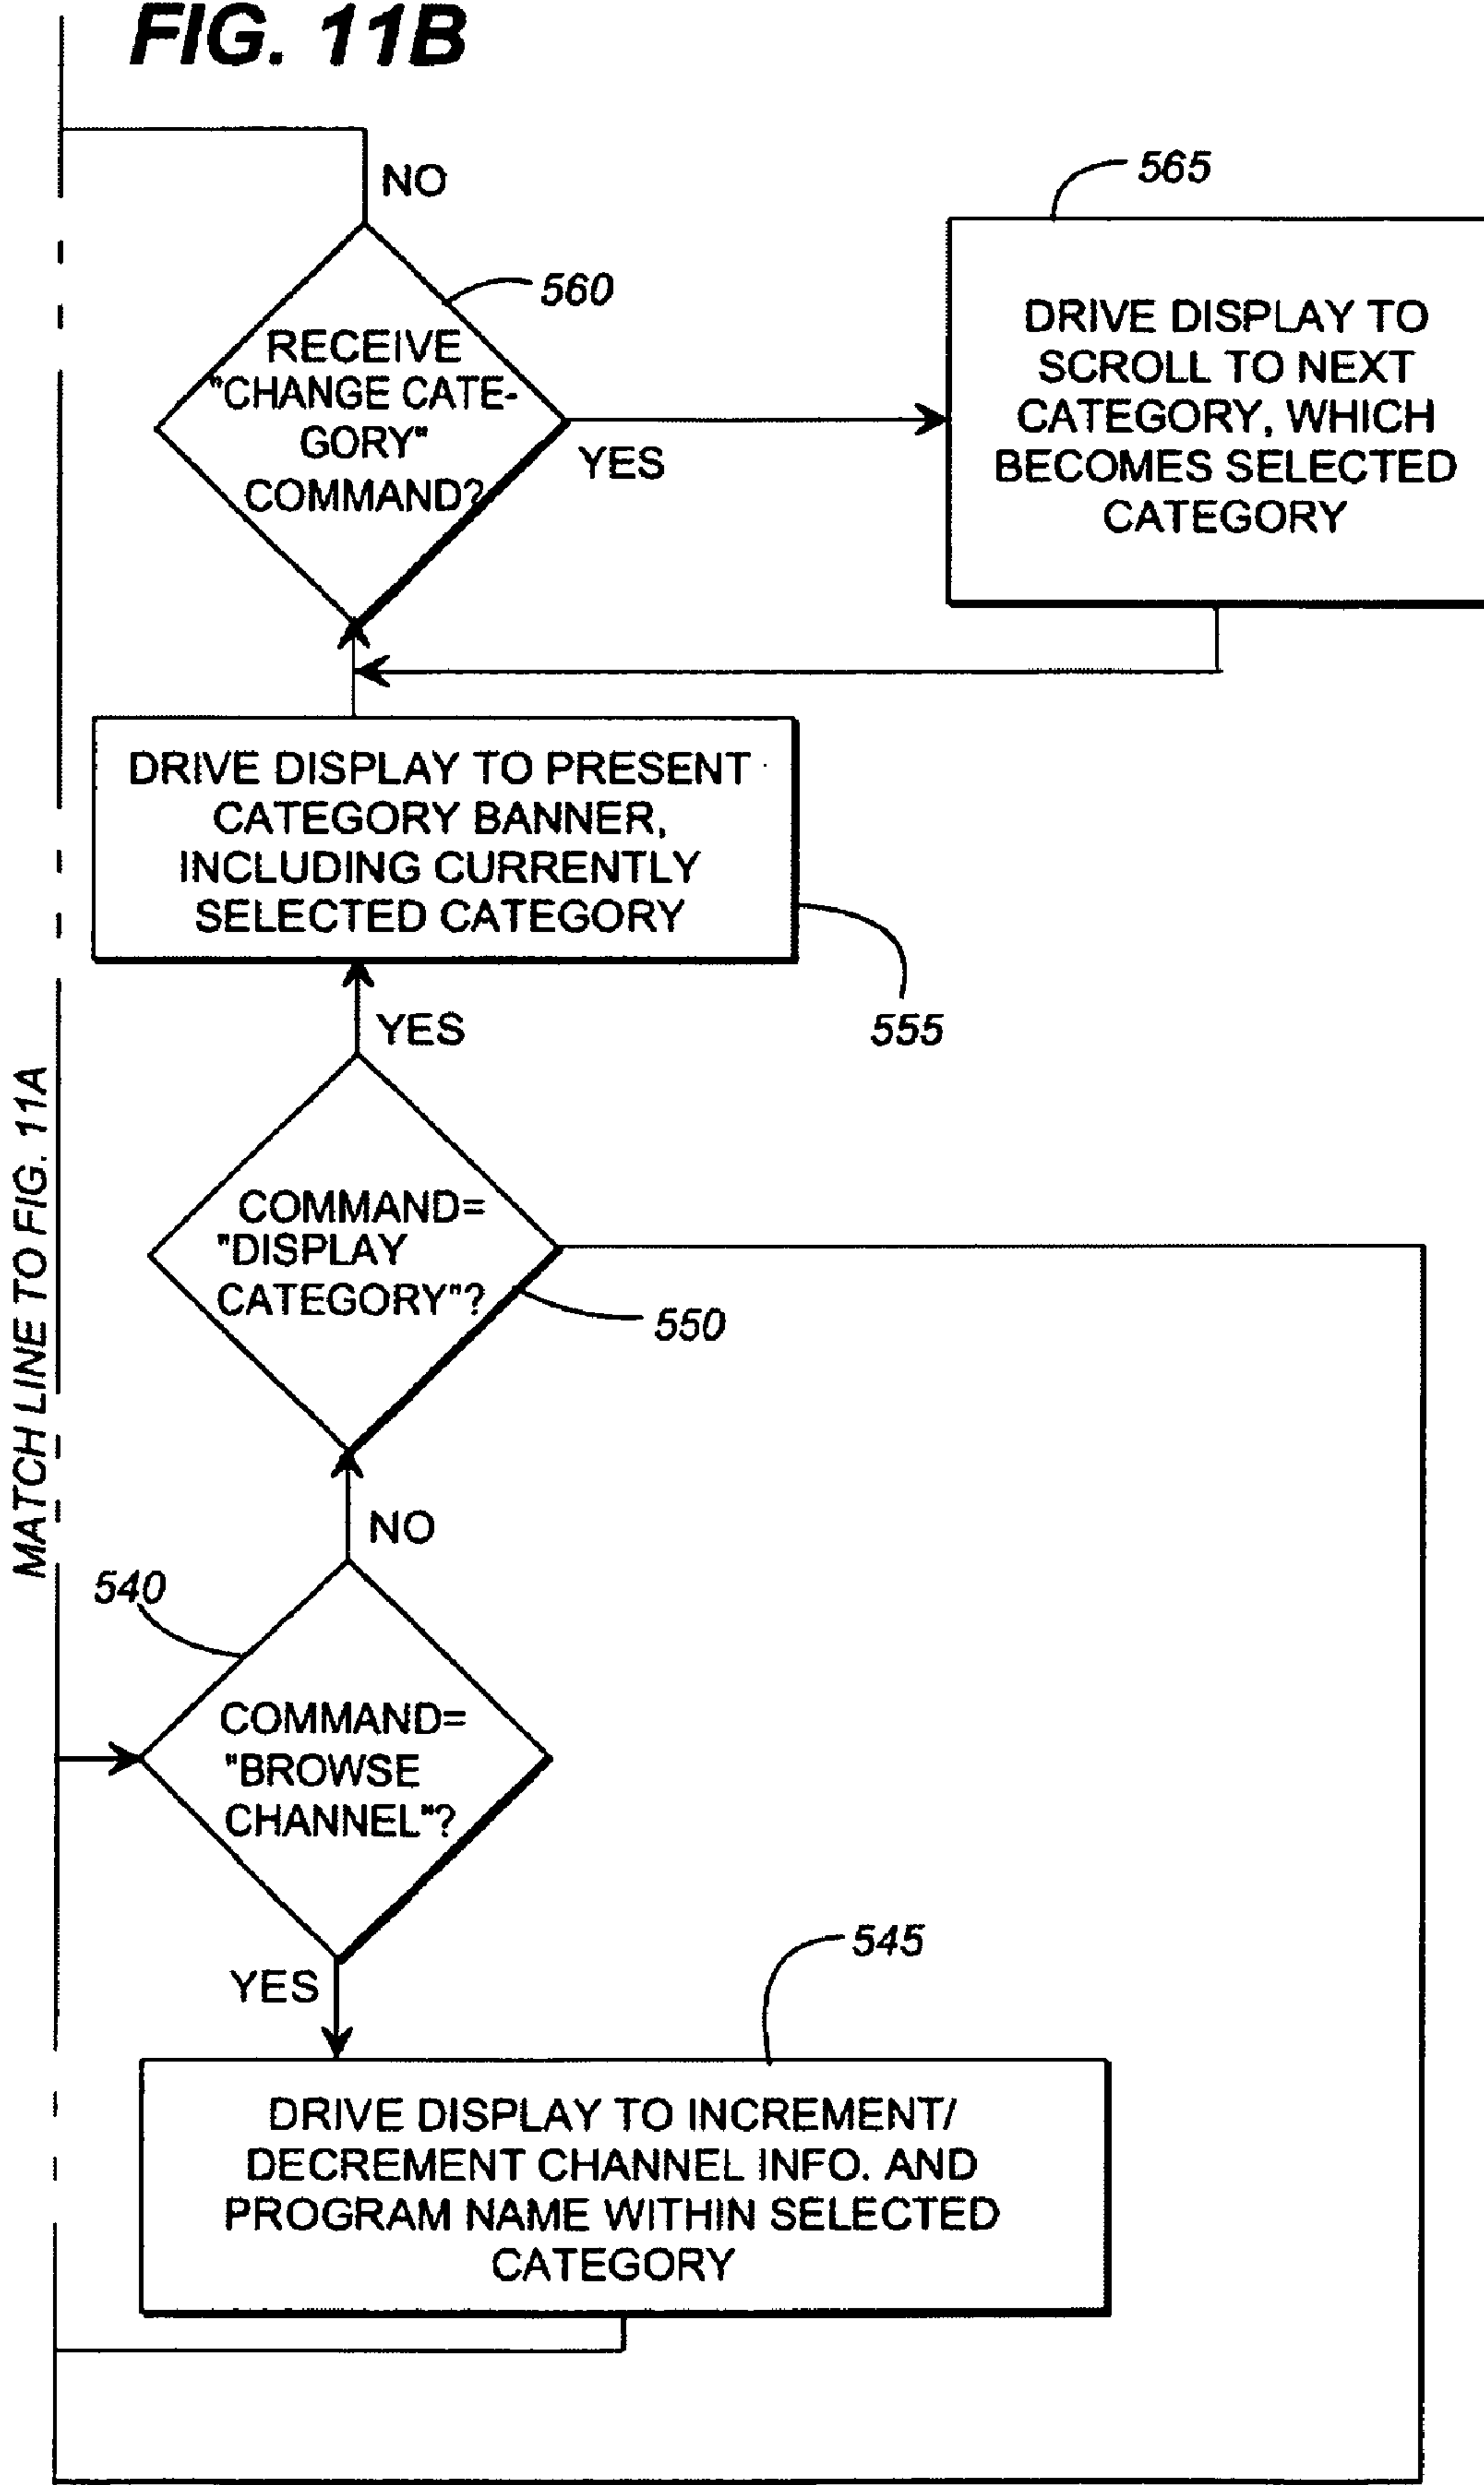 FIG. 11B
NO
565
560
RECEIVE
"CHANGE CATE-
GORY"
COMMAND?
YES
DRIVE DISPLAY TO
SCROLL TO NEXT
CATEGORY, WHICH
BECOMES SELECTED
CATEGORY
DRIVE DISPLAY TO PRESENT
CATEGORY BANNER,
INCLUDING CURRENTLY
SELECTED CATEGORY
555
YES
MATCH LINE TO FIG. 11A
COMMAND=
"DISPLAY
CATEGORY"?
550
NO
540
COMMAND=
"BROWSE
CHANNEL"?
YES
545
DRIVE DISPLAY TO INCREMENT/
DECREMENT CHANNEL INFO. AND
PROGRAM NAME WITHIN SELECTED
CATEGORY